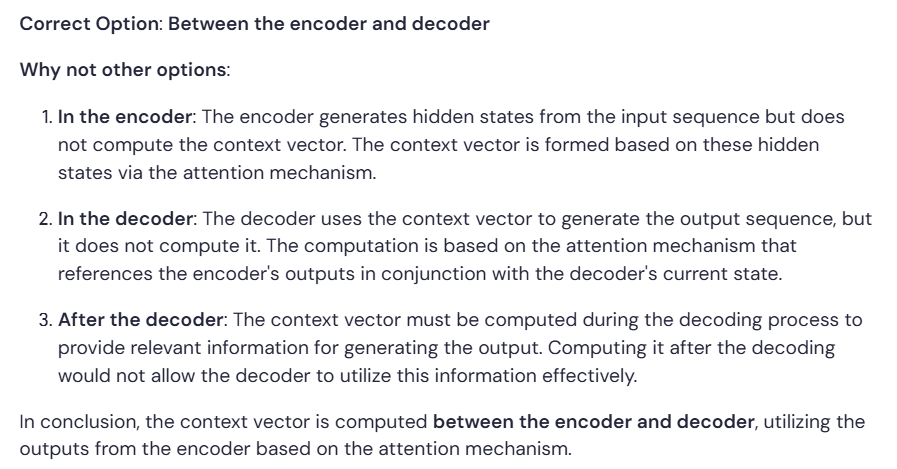 Correct Option: Between the encoder and decoder
Why not other options:
1. In the encoder: The encoder generates hidden states from the input sequence but does
not compute the context vector. The context vector is formed based on these hidden
states via the attention mechanism.
2. In the decoder: The decoder uses the context vector to generate the output sequence, but
it does not compute it. The computation is based on the attention mechanism that
references the encoder's outputs in conjunction with the decoder's current state.
3. After the decoder: The context vector must be computed during the decoding process to
provide relevant information for generating the output. Computing it after the decoding
would not allow the decoder to utilize this information effectively.
In conclusion, the context vector is computed between the encoder and decoder, utilizing the
outputs from the encoder based on the attention mechanism.